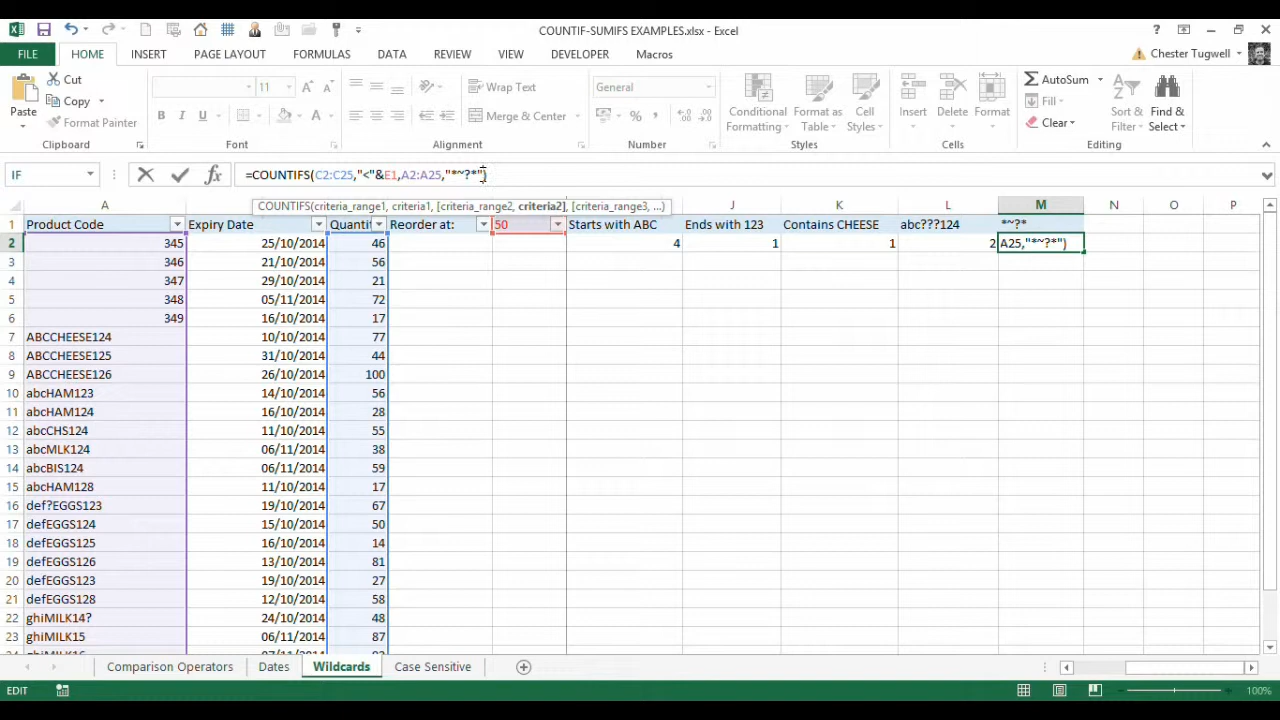 COUNTIF-SUMIFS EXAMPLES.xlsx - Excel
FILE HOME INSERT PAGE LAYOUT FORMULAS DATA REVIEW VIEW DEVELOPER Macros Chester Tugwell
Paste Cut Copy Format Painter
Clipboard
11
Font
Wrap Text
Merge & Center
Alignment
General
Number
Conditional Formatting Format as Table Cell Styles
Styles
Insert Delete Format
Cells
AutoSum Fill Clear Sort & Filter Find & Select
Editing
IF =COUNTIFS(C2:C25,"<"&E1,A2:A25,"*~?*")
COUNTIFS(criteria_range1, criteria1, [criteria_range2, criteria2], [criteria_range3, ...)
A K L M N O P
1 Product Code Expiry Date Quantit Reorder at: 50 Starts with ABC Ends with 123 Contains CHEESE abc???124 *~?*
2 345 25/10/2014 46 4 1 1 2 A25,"*~?*")
3 346 21/10/2014 56
4 347 29/10/2014 21
5 348 05/11/2014 72
6 349 16/10/2014 17
7 ABCCHEESE124 10/10/2014 77
8 ABCCHEESE125 31/10/2014 44
9 ABCCHEESE126 26/10/2014 100
10 abcHAM123 14/10/2014 56
11 abcHAM124 16/10/2014 28
12 abcCHS124 11/10/2014 55
13 abcMLK124 06/11/2014 38
14 abcBIS124 06/11/2014 59
15 abcHAM128 11/10/2014 17
16 def?EGGS123 19/10/2014 67
17 defEGGS124 15/10/2014 50
18 defEGGS125 16/10/2014 14
19 defEGGS126 13/10/2014 81
20 defEGGS123 19/10/2014 27
21 defEGGS128 12/10/2014 58
22 ghiMILK14? 24/10/2014 48
23 ghiMILK15 06/11/2014 87
Comparison Operators Dates Wildcards Case Sensitive
EDIT 100%